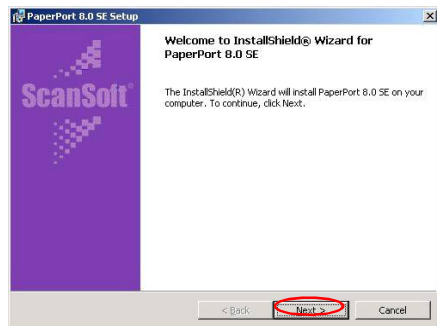 PaperPort 8.0 SE Setup
Welcome to InstallShield® Wizard for
PaperPort 8.0 SE
ScanSoft®
The InstallShield(R) Wizard will install PaperPort 8.0 SE on your
computer. To continue, click Next.
< Back
Next >
Cancel